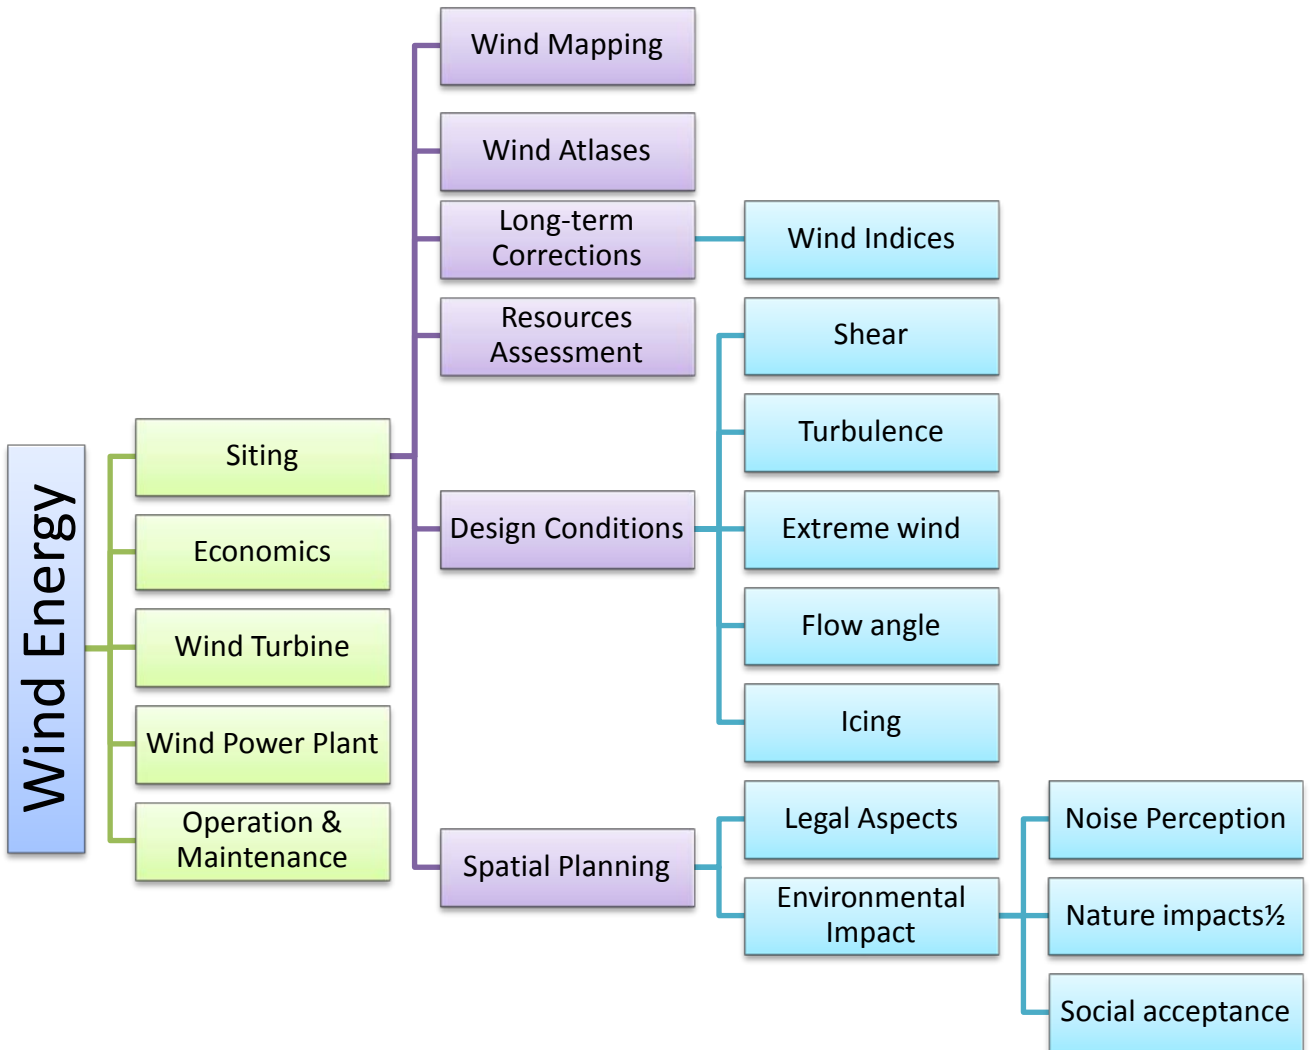 Wind Energy
Siting
Economics
Wind Turbine
Wind Power Plant
Operation &
Maintenance
Wind Mapping
Wind Atlases
Long-term
Corrections
Resources
Assessment
Design Conditions
Spatial Planning
Wind Indices
Shear
Turbulence
Extreme wind
Flow angle
Icing
Legal Aspects
Environmental
Impact
Noise Perception
Nature impacts½
Social acceptance